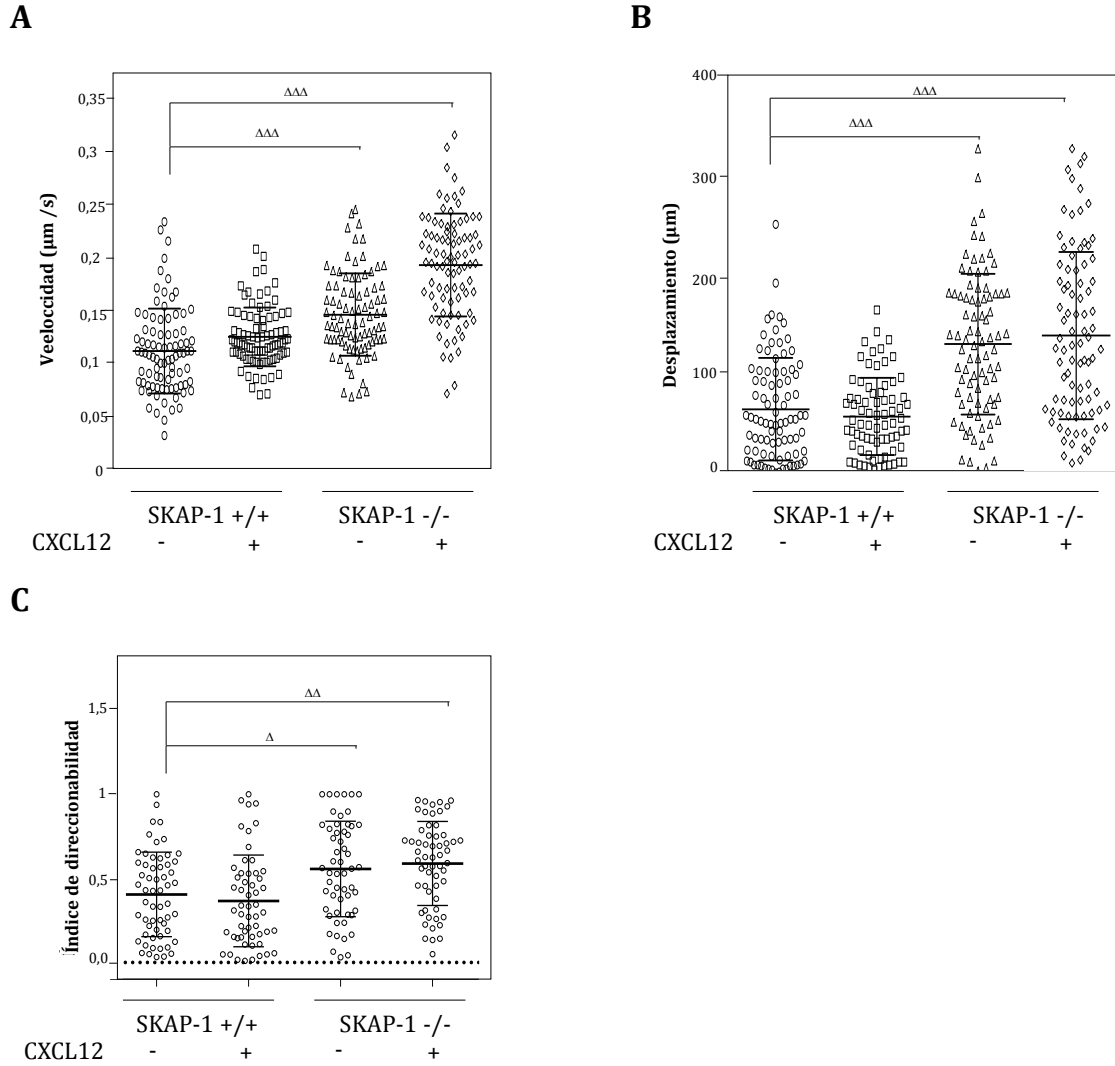 A
Veeloccidad (µm /s)
0,35
0,3
0,25
0,2
0,15
0,1
0,05
0
ΔΔΔ
ΔΔΔ
SKAP-1 +/+ SKAP-1 -/-
CXCL12 - + - +
B
Desplazamiento (µm)
400
300
200
100
0
ΔΔΔ
ΔΔΔ
SKAP-1 +/+ SKAP-1 -/-
CXCL12 - + - +
C
Índice de direccionabilidad
1,5
1
0,5
0,0
ΔΔ
Δ
SKAP-1 +/+ SKAP-1 -/-
CXCL12 - + - +